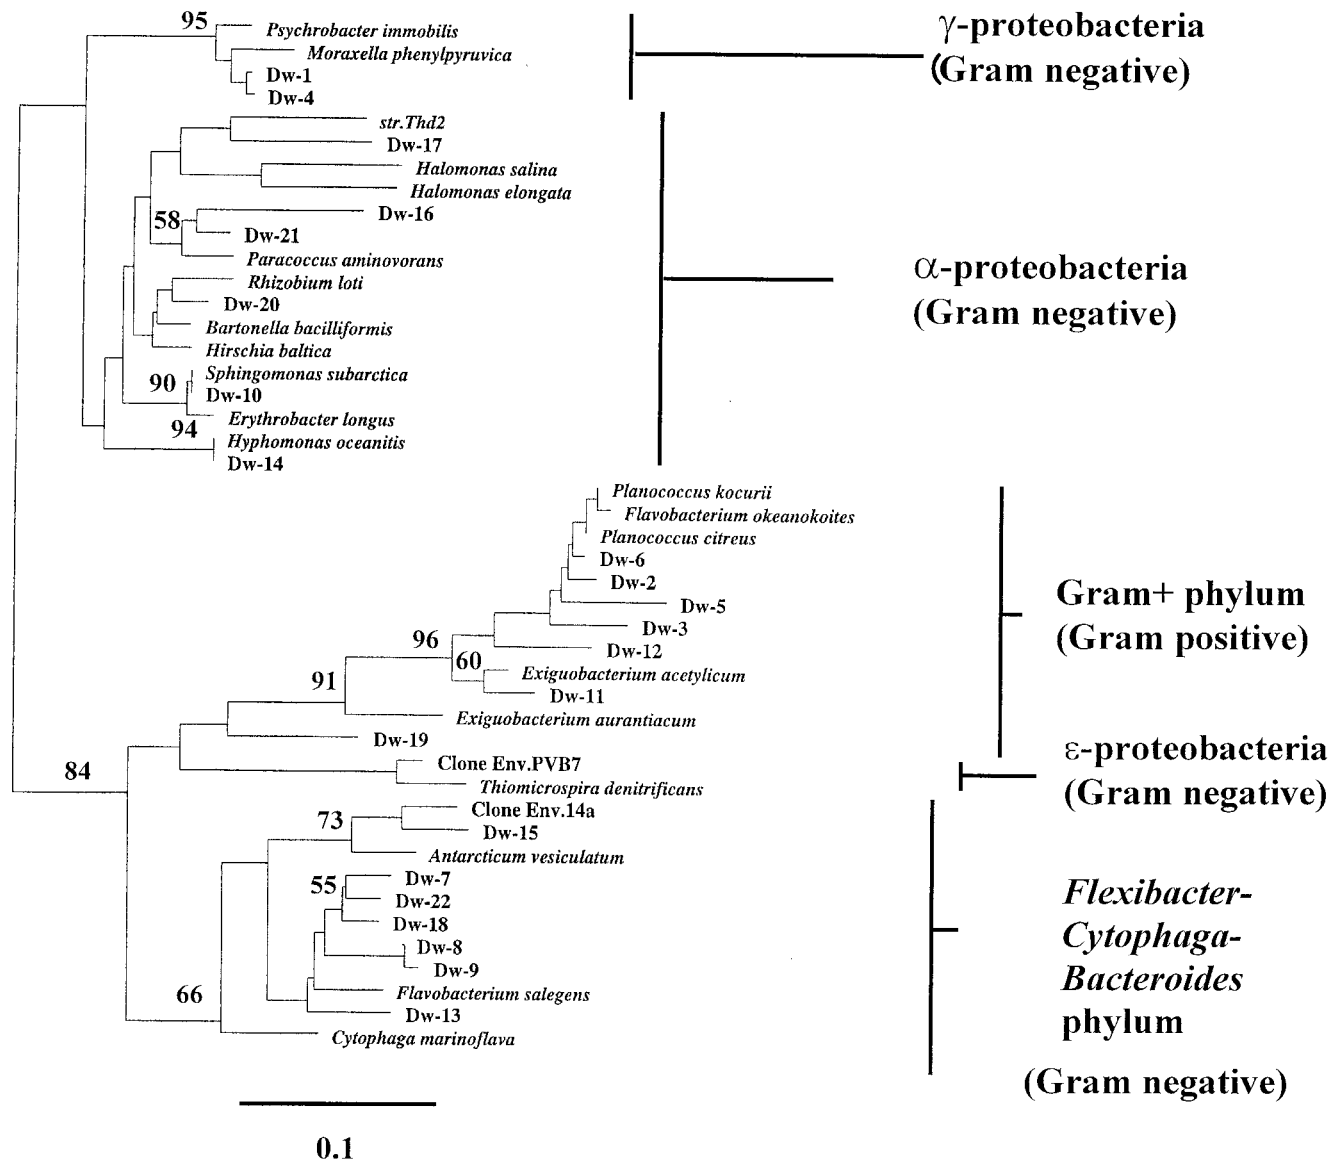 95
Psychrobacter immobilis
Moraxella phenylpyruvica
Dw-1
Dw-4
γ-proteobacteria
(Gram negative)
str.Thd2
Dw-17
Halomonas salina
Halomonas elongata
58
Dw-16
Dw-21
Paracoccus aminovorans
Rhizobium loti
Dw-20
Bartonella bacilliformis
Hirschia baltica
90
Sphingomonas subarctica
Dw-10
Erythrobacter longus
94
Hyphomonas oceanitis
Dw-14
α-proteobacteria
(Gram negative)
Planococcus kocurii
Flavobacterium okeanokoites
Planococcus citreus
Dw-6
Dw-2
Dw-5
Dw-3
96
Dw-12
60
Exiguobacterium acetylicum
91
Dw-11
Exiguobacterium aurantiacum
Dw-19
Gram+ phylum
(Gram positive)
84
Clone Env.PVB7
Thiomicrospira denitrificans
ε-proteobacteria
(Gram negative)
Clone Env.14a
73
Dw-15
Antarcticum vesiculatum
55
Dw-7
Dw-22
Dw-18
Dw-8
Dw-9
66
Flavobacterium salegens
Dw-13
Cytophaga marinoflava
Flexibacter-
Cytophaga-
Bacteroides
phylum
(Gram negative)
0.1